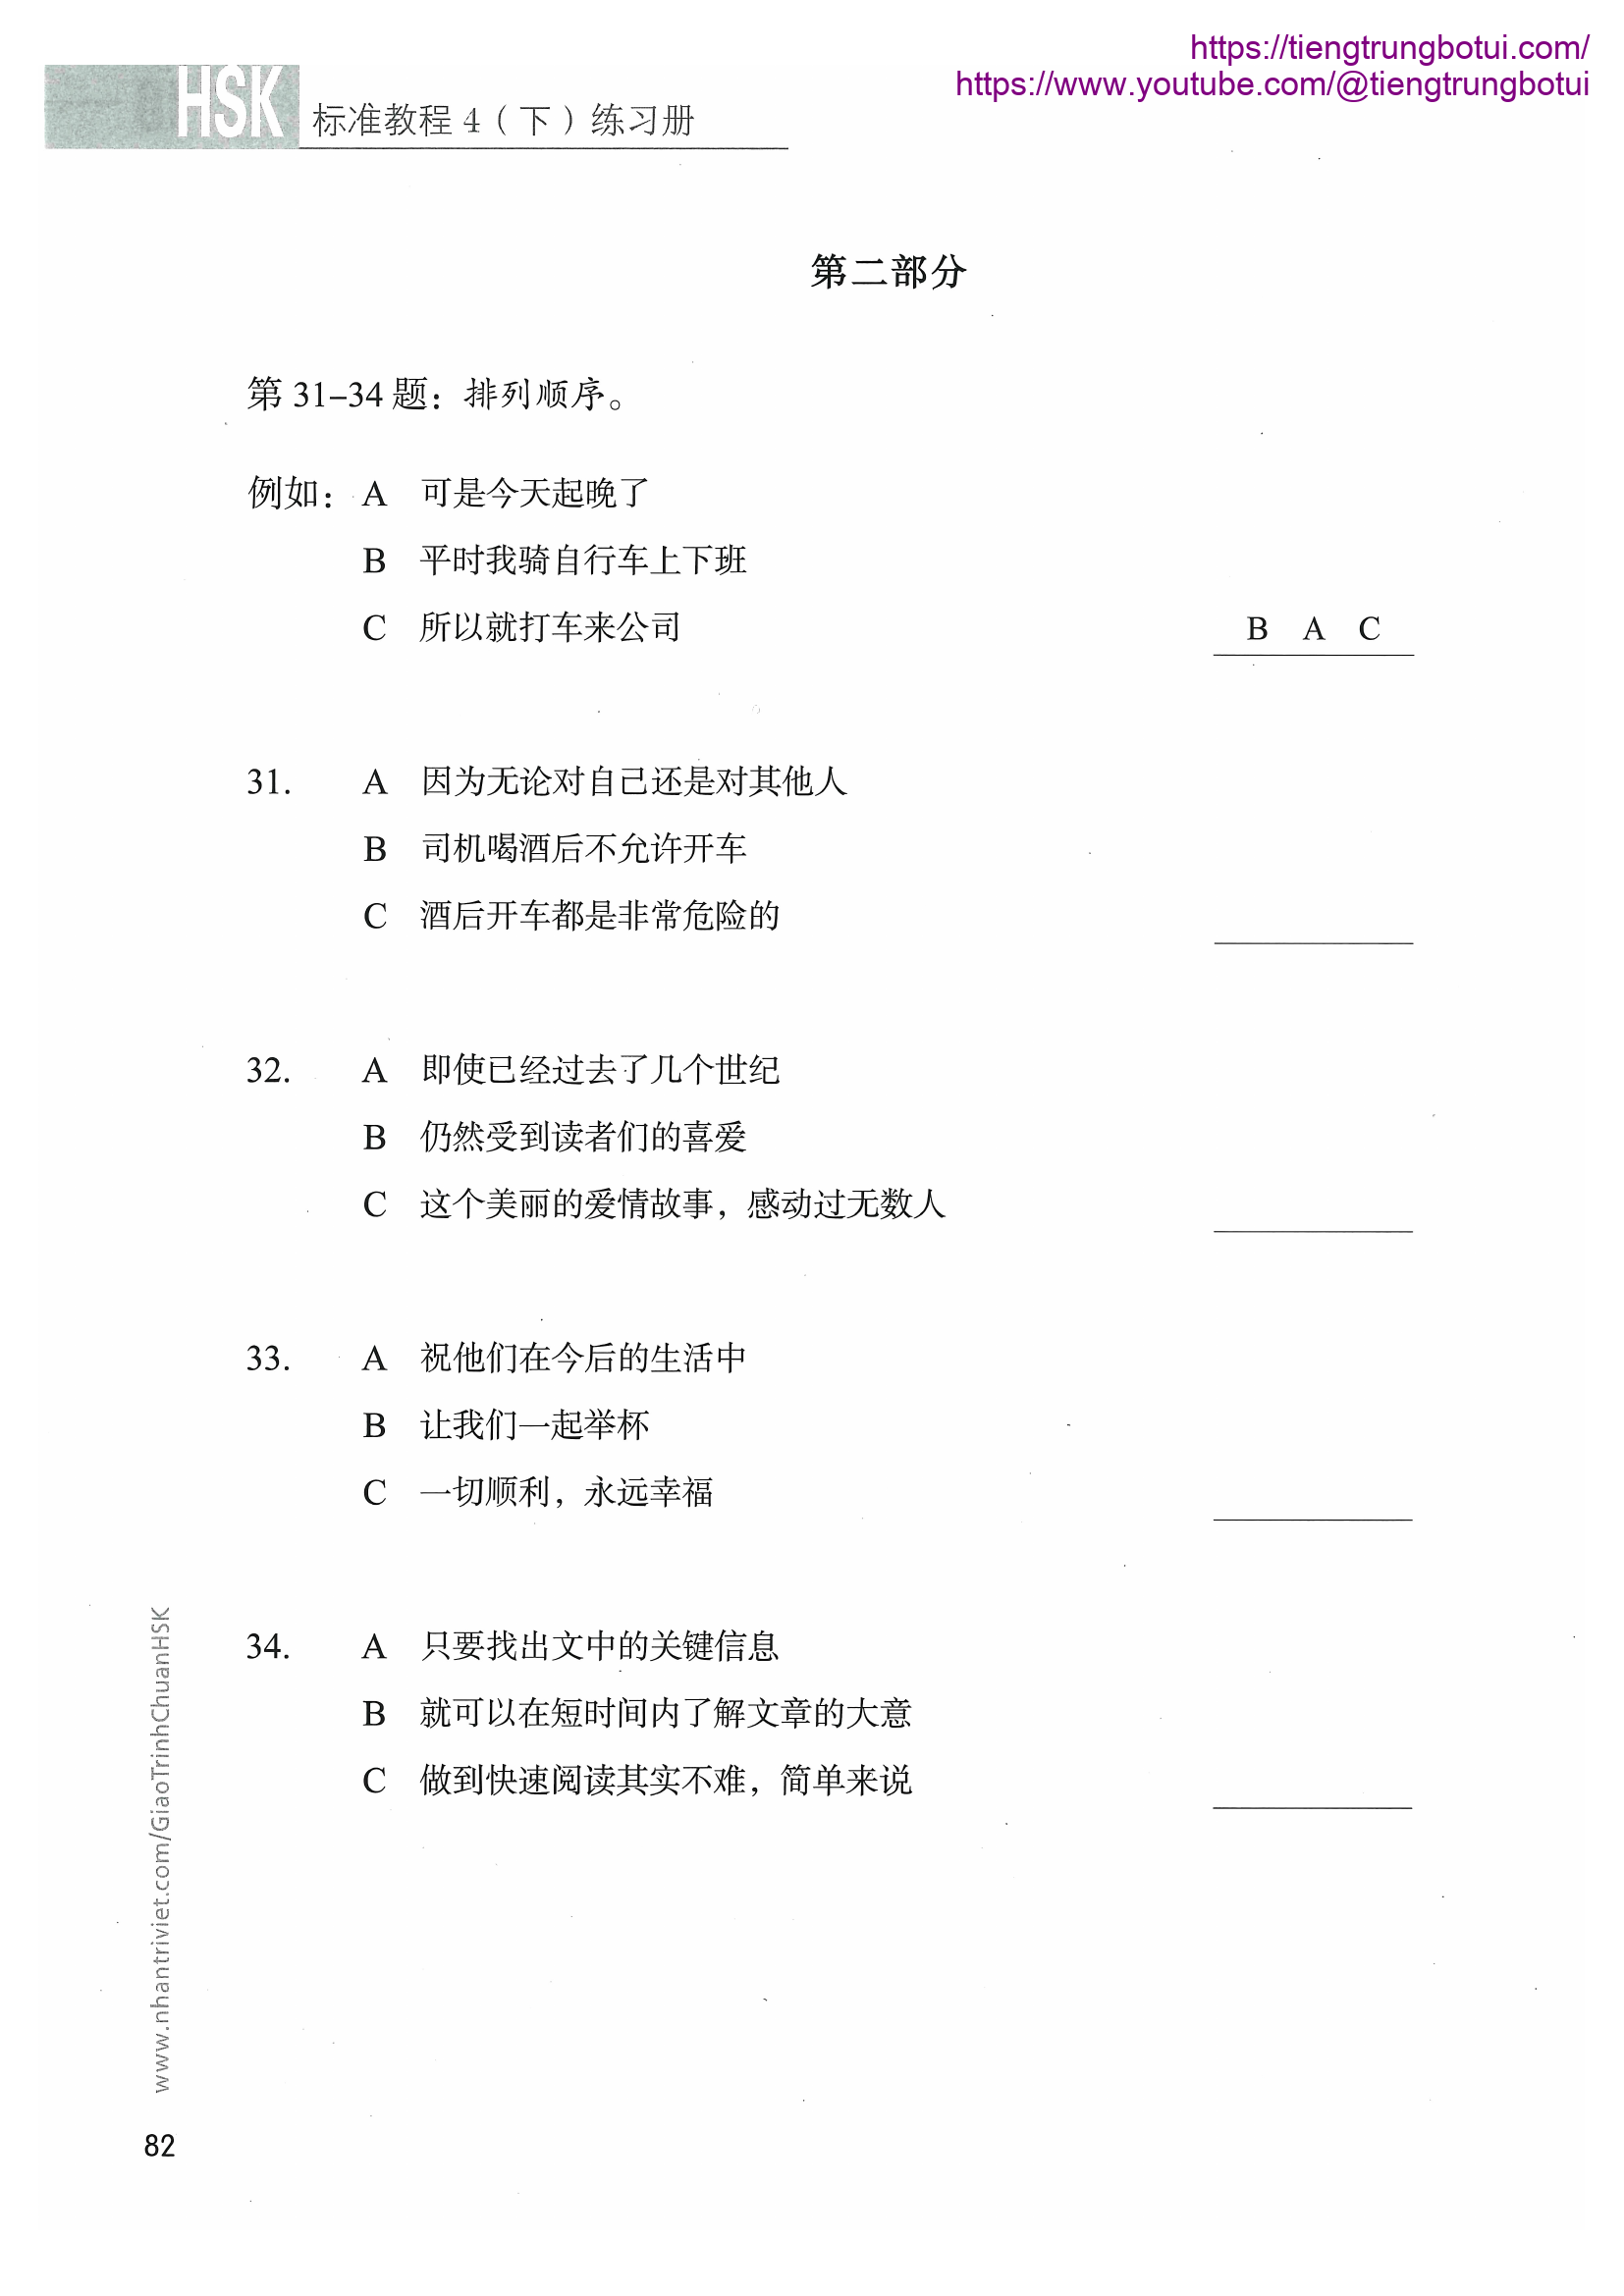 https://tiengtrungbotui.com/
https://www.youtube.com/@tiengtrungbotui
HSK 标准教程 4（下）练习册
第二部分
第 31–34 题：排列顺序。
例如： A 可是今天起晚了
B 平时我骑自行车上下班
C 所以就打车来公司 B A C
31. A 因为无论对自己还是对其他人
B 司机喝酒后不允许开车
C 酒后开车都是非常危险的
32. A 即使已经过去了几个世纪
B 仍然受到读者们的喜爱
C 这个美丽的爱情故事，感动过无数人
33. A 祝他们在今后的生活中
B 让我们一起举杯
C 一切顺利，永远幸福
34. A 只要找出文中的关键信息
B 就可以在短时间内了解文章的大意
C 做到快速阅读其实不难，简单来说
www.nhantriviet.com/GiaoTrinhChuanHSK
82